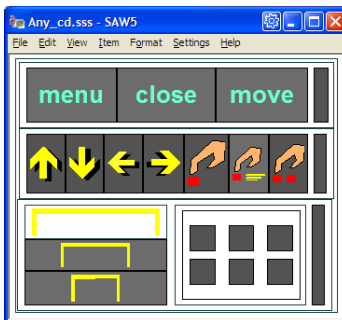 Any_cd.sss - SAW5
File Edit View Item Format Settings Help
menu close move